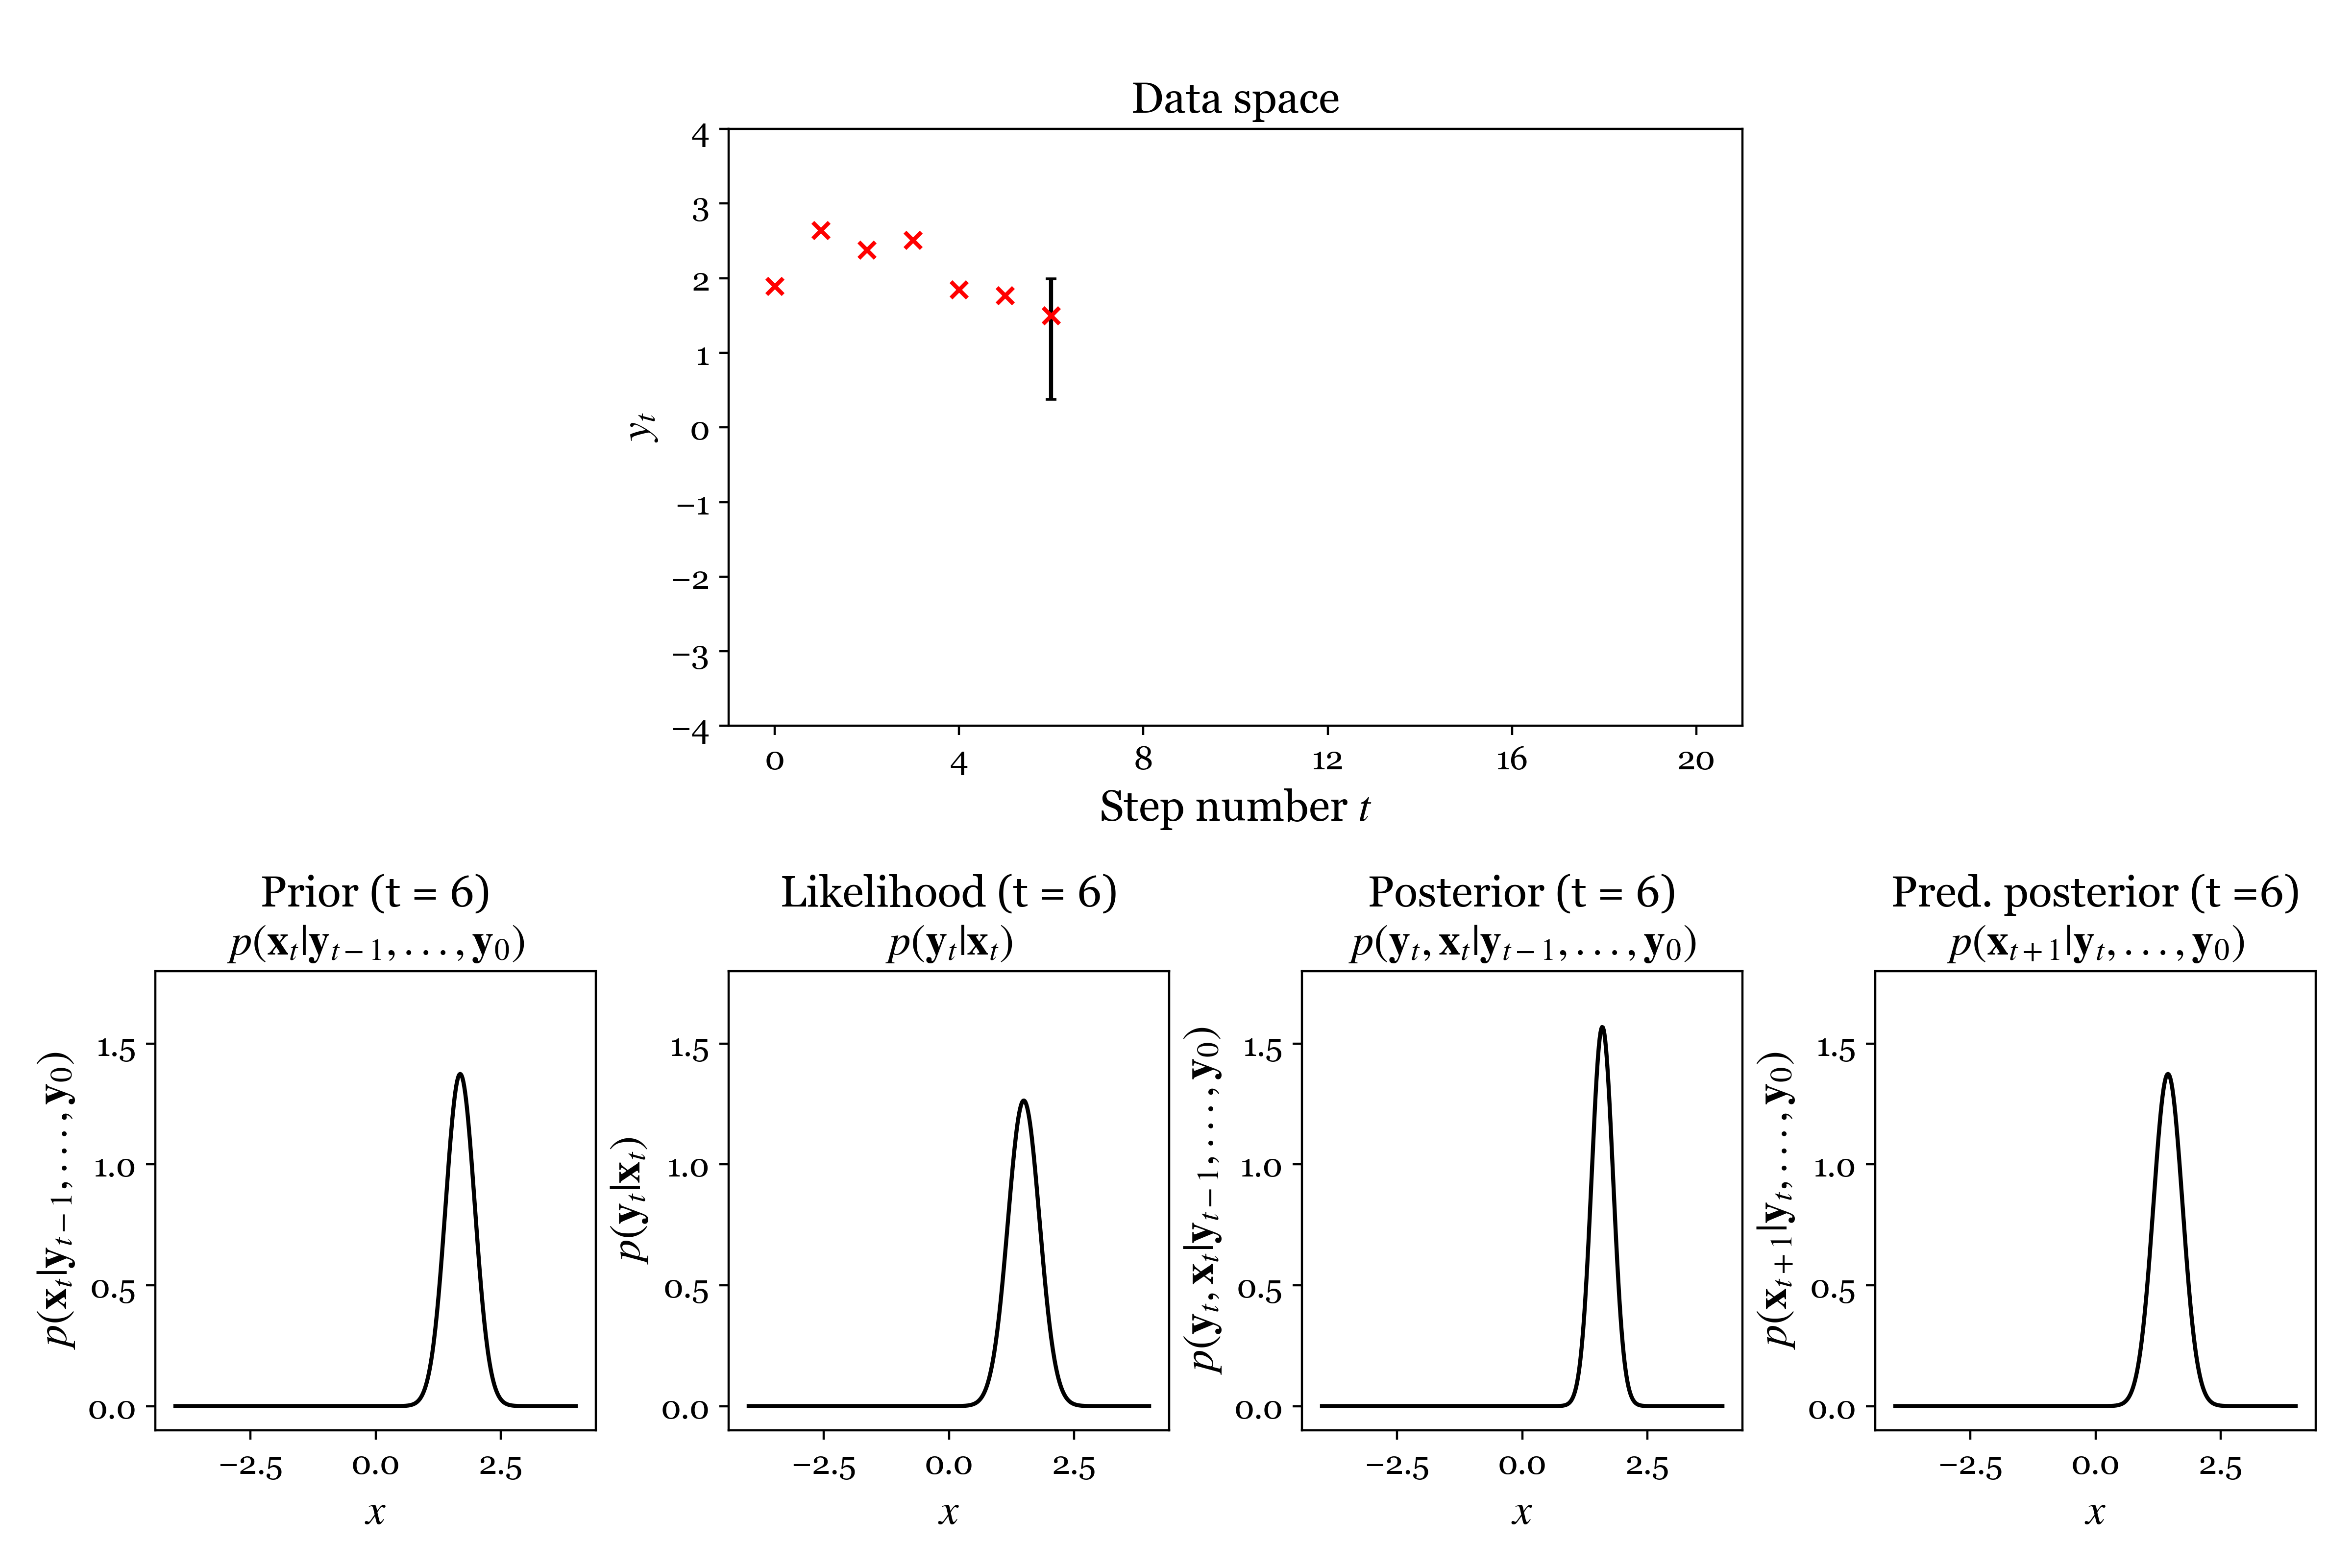 Data space
4
3
2
1
0
−1
−2
−3
−4
y_t
0 4 8 12 16 20
Step number t
Prior (t = 6)
p(x_t|y_{t−1}, . . . , y_0)
p(x_t|y_{t−1}, . . . , y_0)
1.5
1.0
0.5
0.0
−2.5 0.0 2.5
x
Likelihood (t = 6)
p(y_t|x_t)
p(y_t|x_t)
1.5
1.0
0.5
0.0
−2.5 0.0 2.5
x
Posterior (t = 6)
p(y_t, x_t|y_{t−1}, . . . , y_0)
p(y_t, x_t|y_{t−1}, . . . , y_0)
1.5
1.0
0.5
0.0
−2.5 0.0 2.5
x
Pred. posterior (t =6)
p(x_{t+1}|y_t, . . . , y_0)
p(x_{t+1}|y_t, . . . , y_0)
1.5
1.0
0.5
0.0
−2.5 0.0 2.5
x